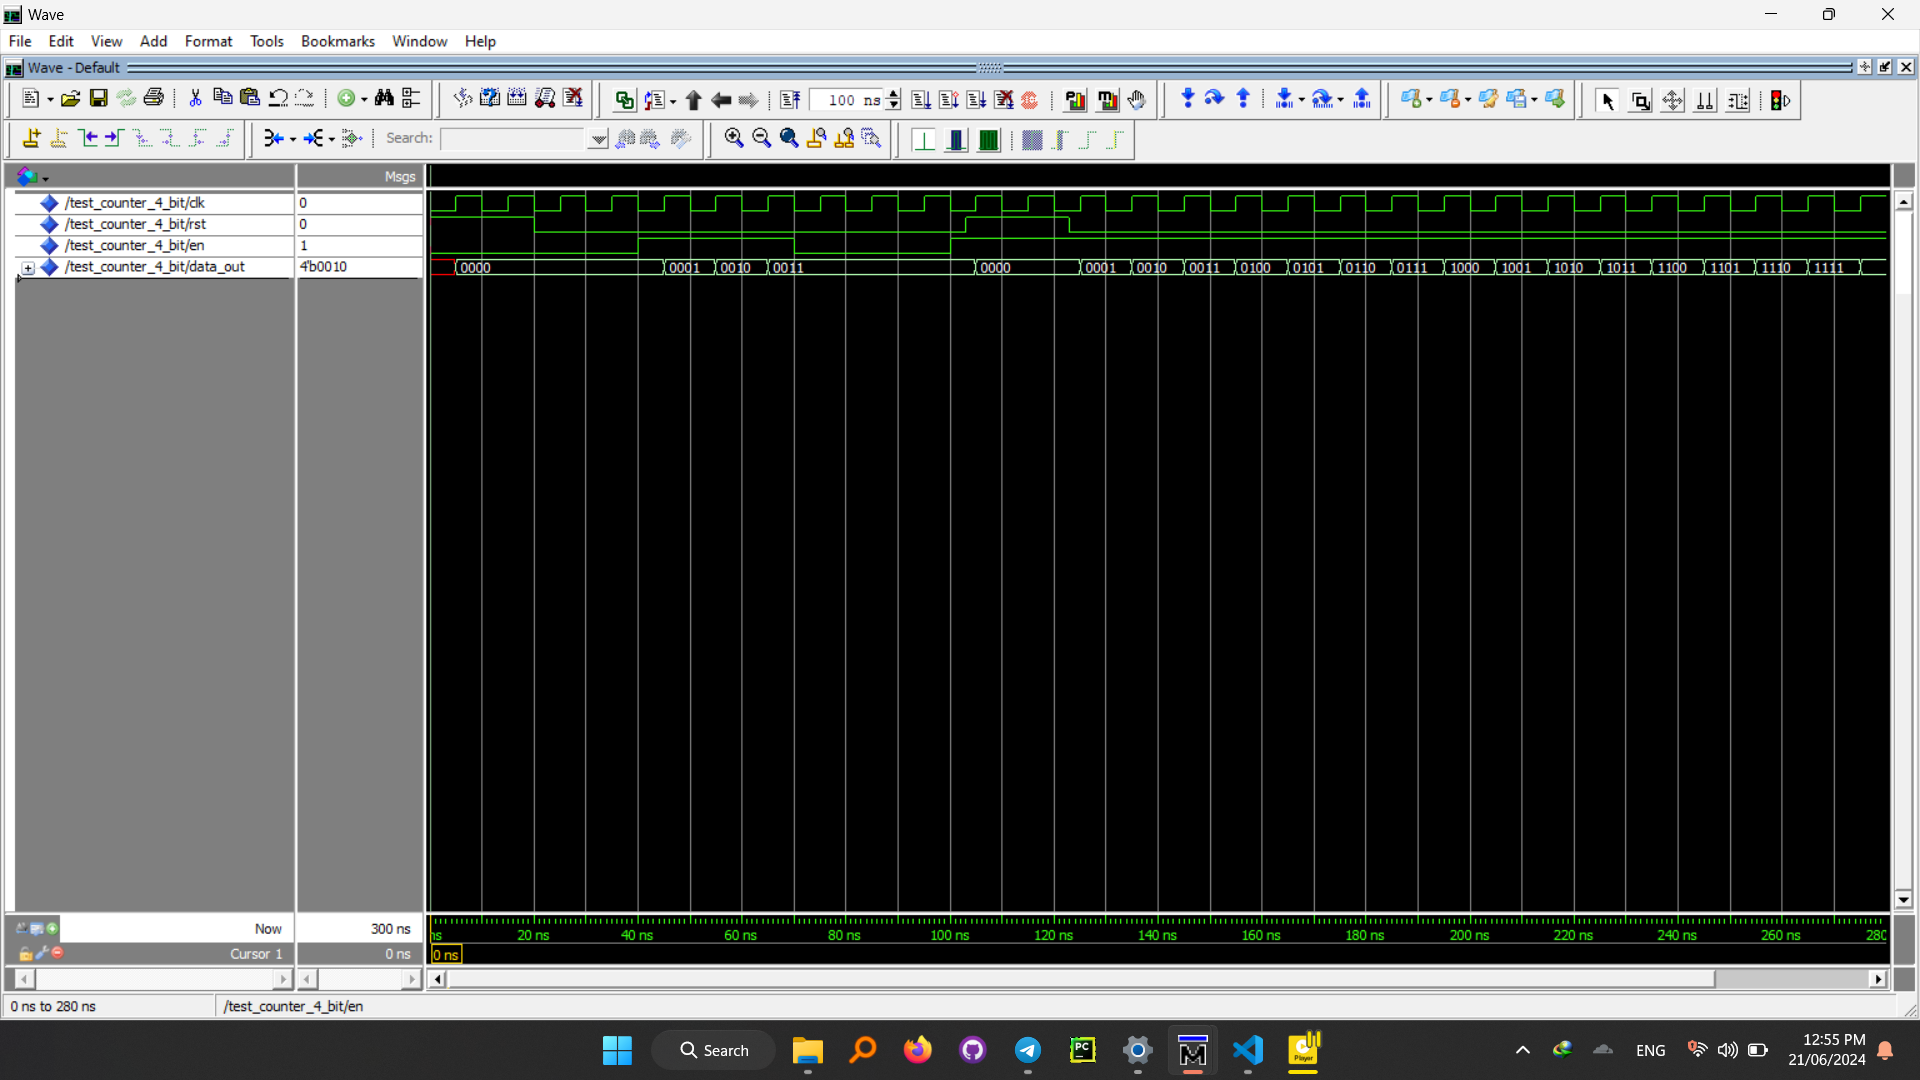 Wave
File Edit View Add Format Tools Bookmarks Window Help
Wave - Default
100 ns
Search:
Msgs
/test_counter_4_bit/clk 0
/test_counter_4_bit/rst 0
/test_counter_4_bit/en 1
/test_counter_4_bit/data_out 4'b0010 0000 0001 0010 0011 0000 0001 0010 0011 0100 0101 0110 0111 1000 1001 1010 1011 1100 1101 1110 1111
Now 300 ns
ns 20 ns 40 ns 60 ns 80 ns 100 ns 120 ns 140 ns 160 ns 180 ns 200 ns 220 ns 240 ns 260 ns 280
Cursor 1 0 ns 0 ns
0 ns to 280 ns /test_counter_4_bit/en
Search
PC
M
Player
ENG
12:55 PM
21/06/2024